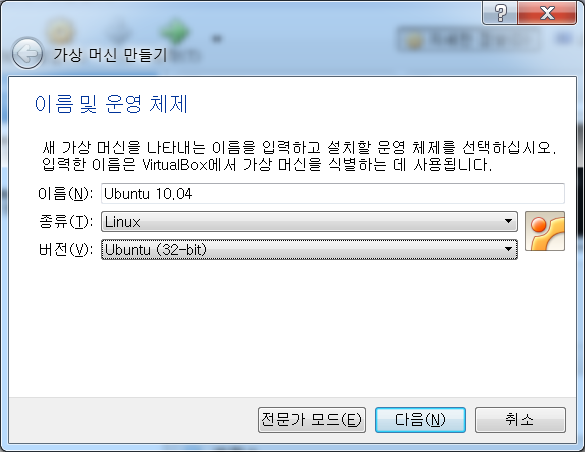 가상 머신 만들기
이름 및 운영 체제
새 가상 머신을 나타내는 이름을 입력하고 설치할 운영 체제를 선택하십시오.
입력한 이름은 VirtualBox에서 가상 머신을 식별하는 데 사용됩니다.
이름(N): Ubuntu 10.04
종류(T): Linux
버전(V): Ubuntu (32-bit)
전문가 모드(E) 다음(N) 취소